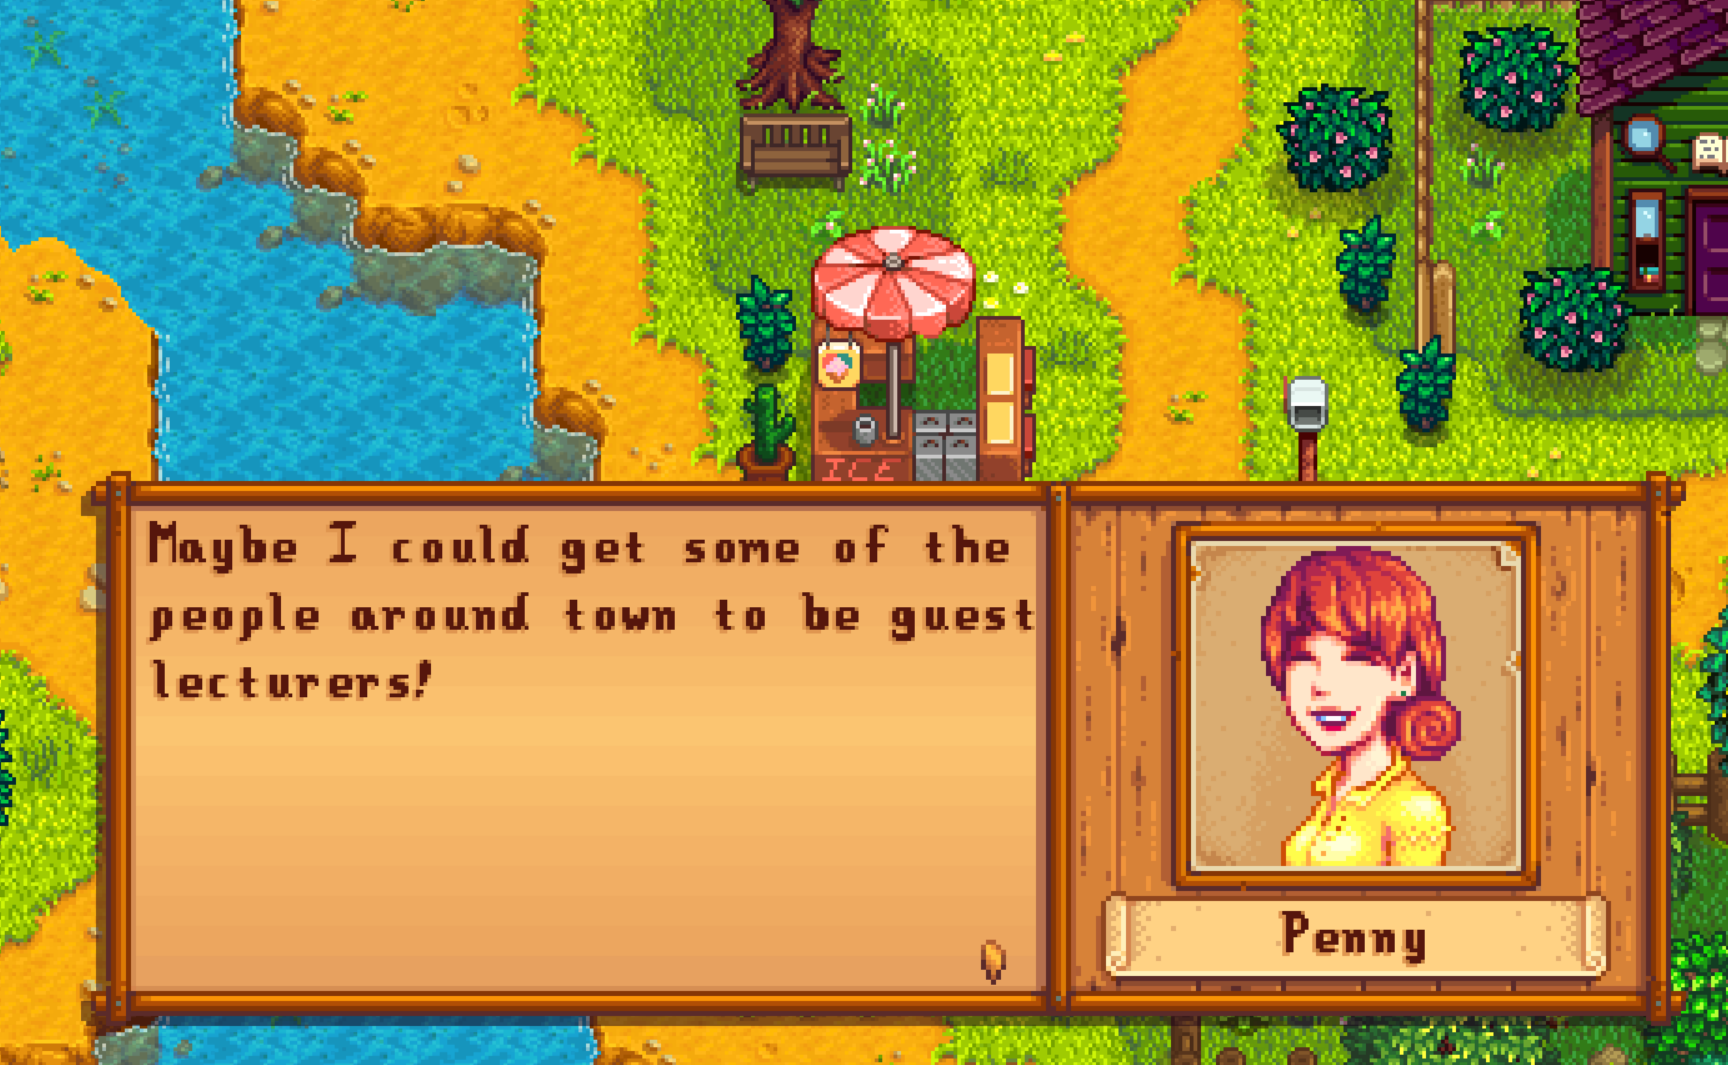 ICE
Maybe I could get some of the
people around town to be guest
lecturers!
Penny